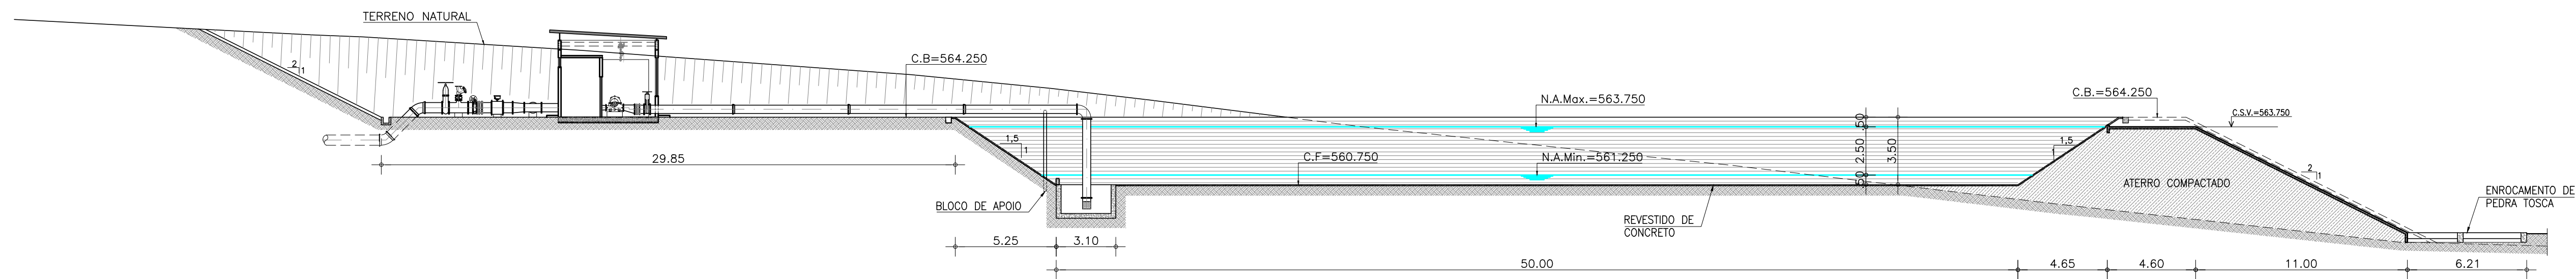 TERRENO NATURAL
2
1
C.B=564.250
N.A.Max.=563.750
C.B.=564.250
C.S.V.=563.750
.50
2.50
3.50
.50
1,5
1
1,5
1
C.F=560.750
N.A.Min.=561.250
29.85
2
1
ATERRO COMPACTADO
ENROCAMENTO DE
PEDRA TOSCA
BLOCO DE APOIO
REVESTIDO DE
CONCRETO
5.25
3.10
50.00
4.65
4.60
11.00
6.21